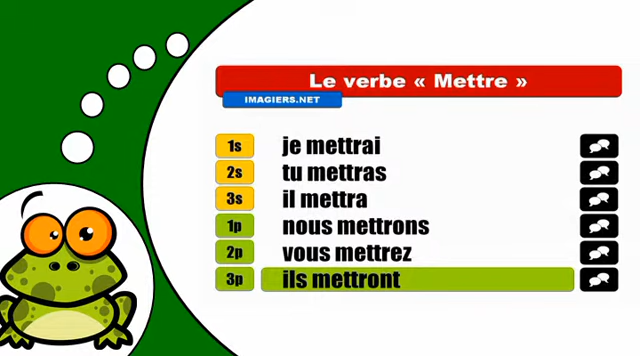 Le verbe « Mettre »
IMAGIERS.NET
1s je mettrai
2s tu mettras
3s il mettra
1p nous mettrons
2p vous mettrez
3p ils mettront